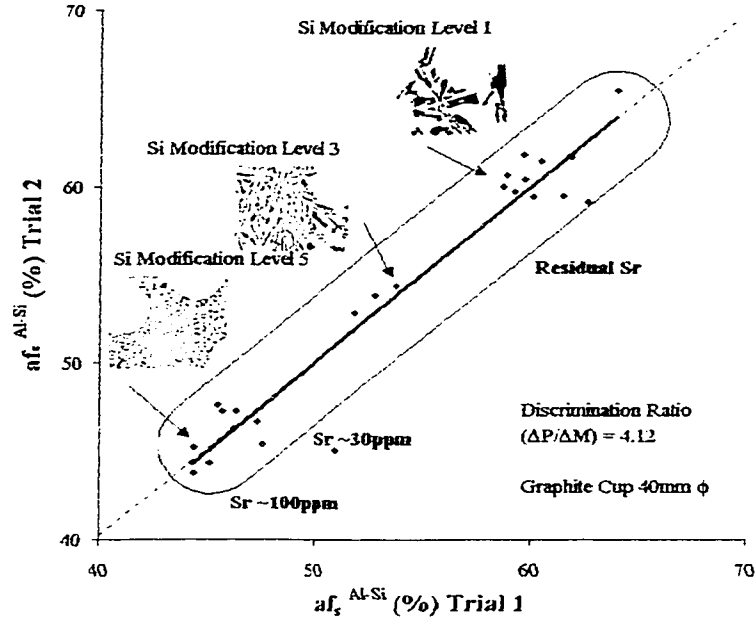 70
Si Modification Level 1
Si Modification Level 3
60
Si Modification Level 5
Residual Sr
afₛ ᴬˡ⁻ˢⁱ (%) Trial 2
50
Discrimination Ratio
(ΔP/ΔM) = 4.12
Sr ~30ppm
Graphite Cup 40mm ϕ
Sr ~100ppm
40
40 50 60 70
afₛ ᴬˡ⁻ˢⁱ (%) Trial 1